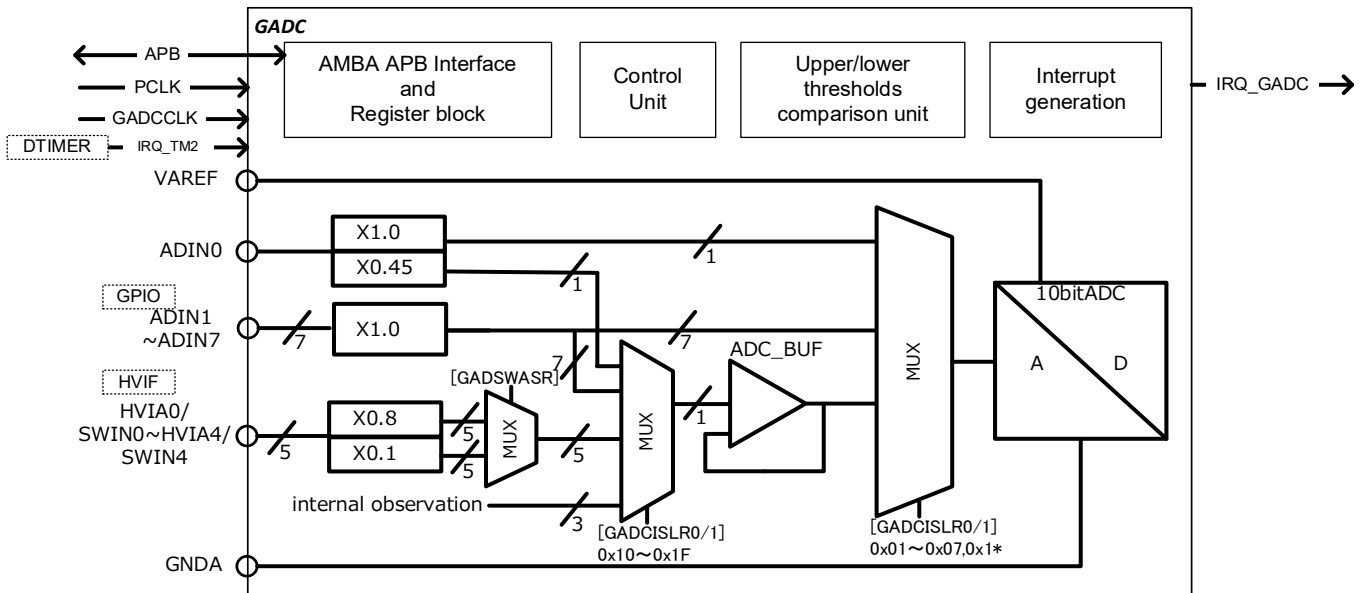 GADC
APB
PCLK
GADCCLK
DTIMER
IRQ_TM2
AMBA APB Interface
and
Register block
Control
Unit
Upper/lower
thresholds
comparison unit
Interrupt
generation
IRQ_GADC
VAREF
ADIN0
X1.0
X0.45
1
1
GPIO
ADIN1
~ADIN7
7
X1.0
7
7
10bitADC
A
D
MUX
ADC_BUF
HVIF
HVIA0/
SWIN0~HVIA4/
SWIN4
5
X0.8
X0.1
5
5
[GADSWASR]
MUX
5
MUX
1
internal observation
3
[GADCISLR0/1]
0x10~0x1F
[GADCISLR0/1]
0x01~0x07,0x1*
GNDA